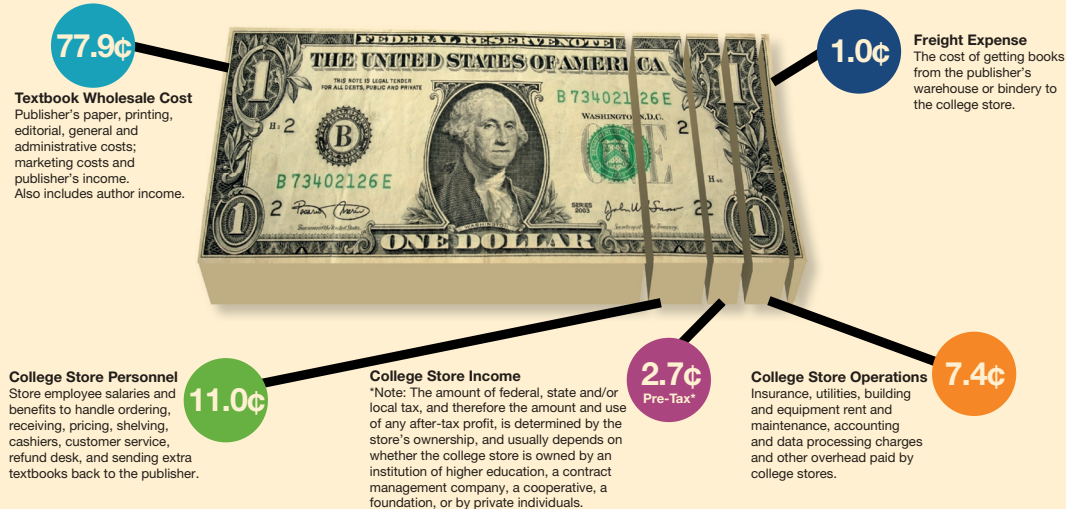 77.9¢
Textbook Wholesale Cost
Publisher's paper, printing,
editorial, general and
administrative costs;
marketing costs and
publisher's income.
Also includes author income.
FEDERAL RESERVE NOTE
THE UNITED STATES OF AMERICA
THIS NOTE IS LEGAL TENDER
FOR ALL DEBTS, PUBLIC AND PRIVATE
B 73402126 E
WASHINGTON, D.C.
1
1
2
2
B
ONE
B 73402126 E
2
SERIES
2003
2
1
1
WASHINGTON
ONE DOLLAR
1.0¢
Freight Expense
The cost of getting books
from the publisher's
warehouse or bindery to
the college store.
College Store Personnel
Store employee salaries and
benefits to handle ordering,
receiving, pricing, shelving,
cashiers, customer service,
refund desk, and sending extra
textbooks back to the publisher.
11.0¢
College Store Income
*Note: The amount of federal, state and/or
local tax, and therefore the amount and use
of any after-tax profit, is determined by the
store's ownership, and usually depends on
whether the college store is owned by an
institution of higher education, a contract
management company, a cooperative, a
foundation, or by private individuals.
2.7¢
Pre-Tax*
College Store Operations
Insurance, utilities, building
and equipment rent and
maintenance, accounting
and data processing charges
and other overhead paid by
college stores.
7.4¢